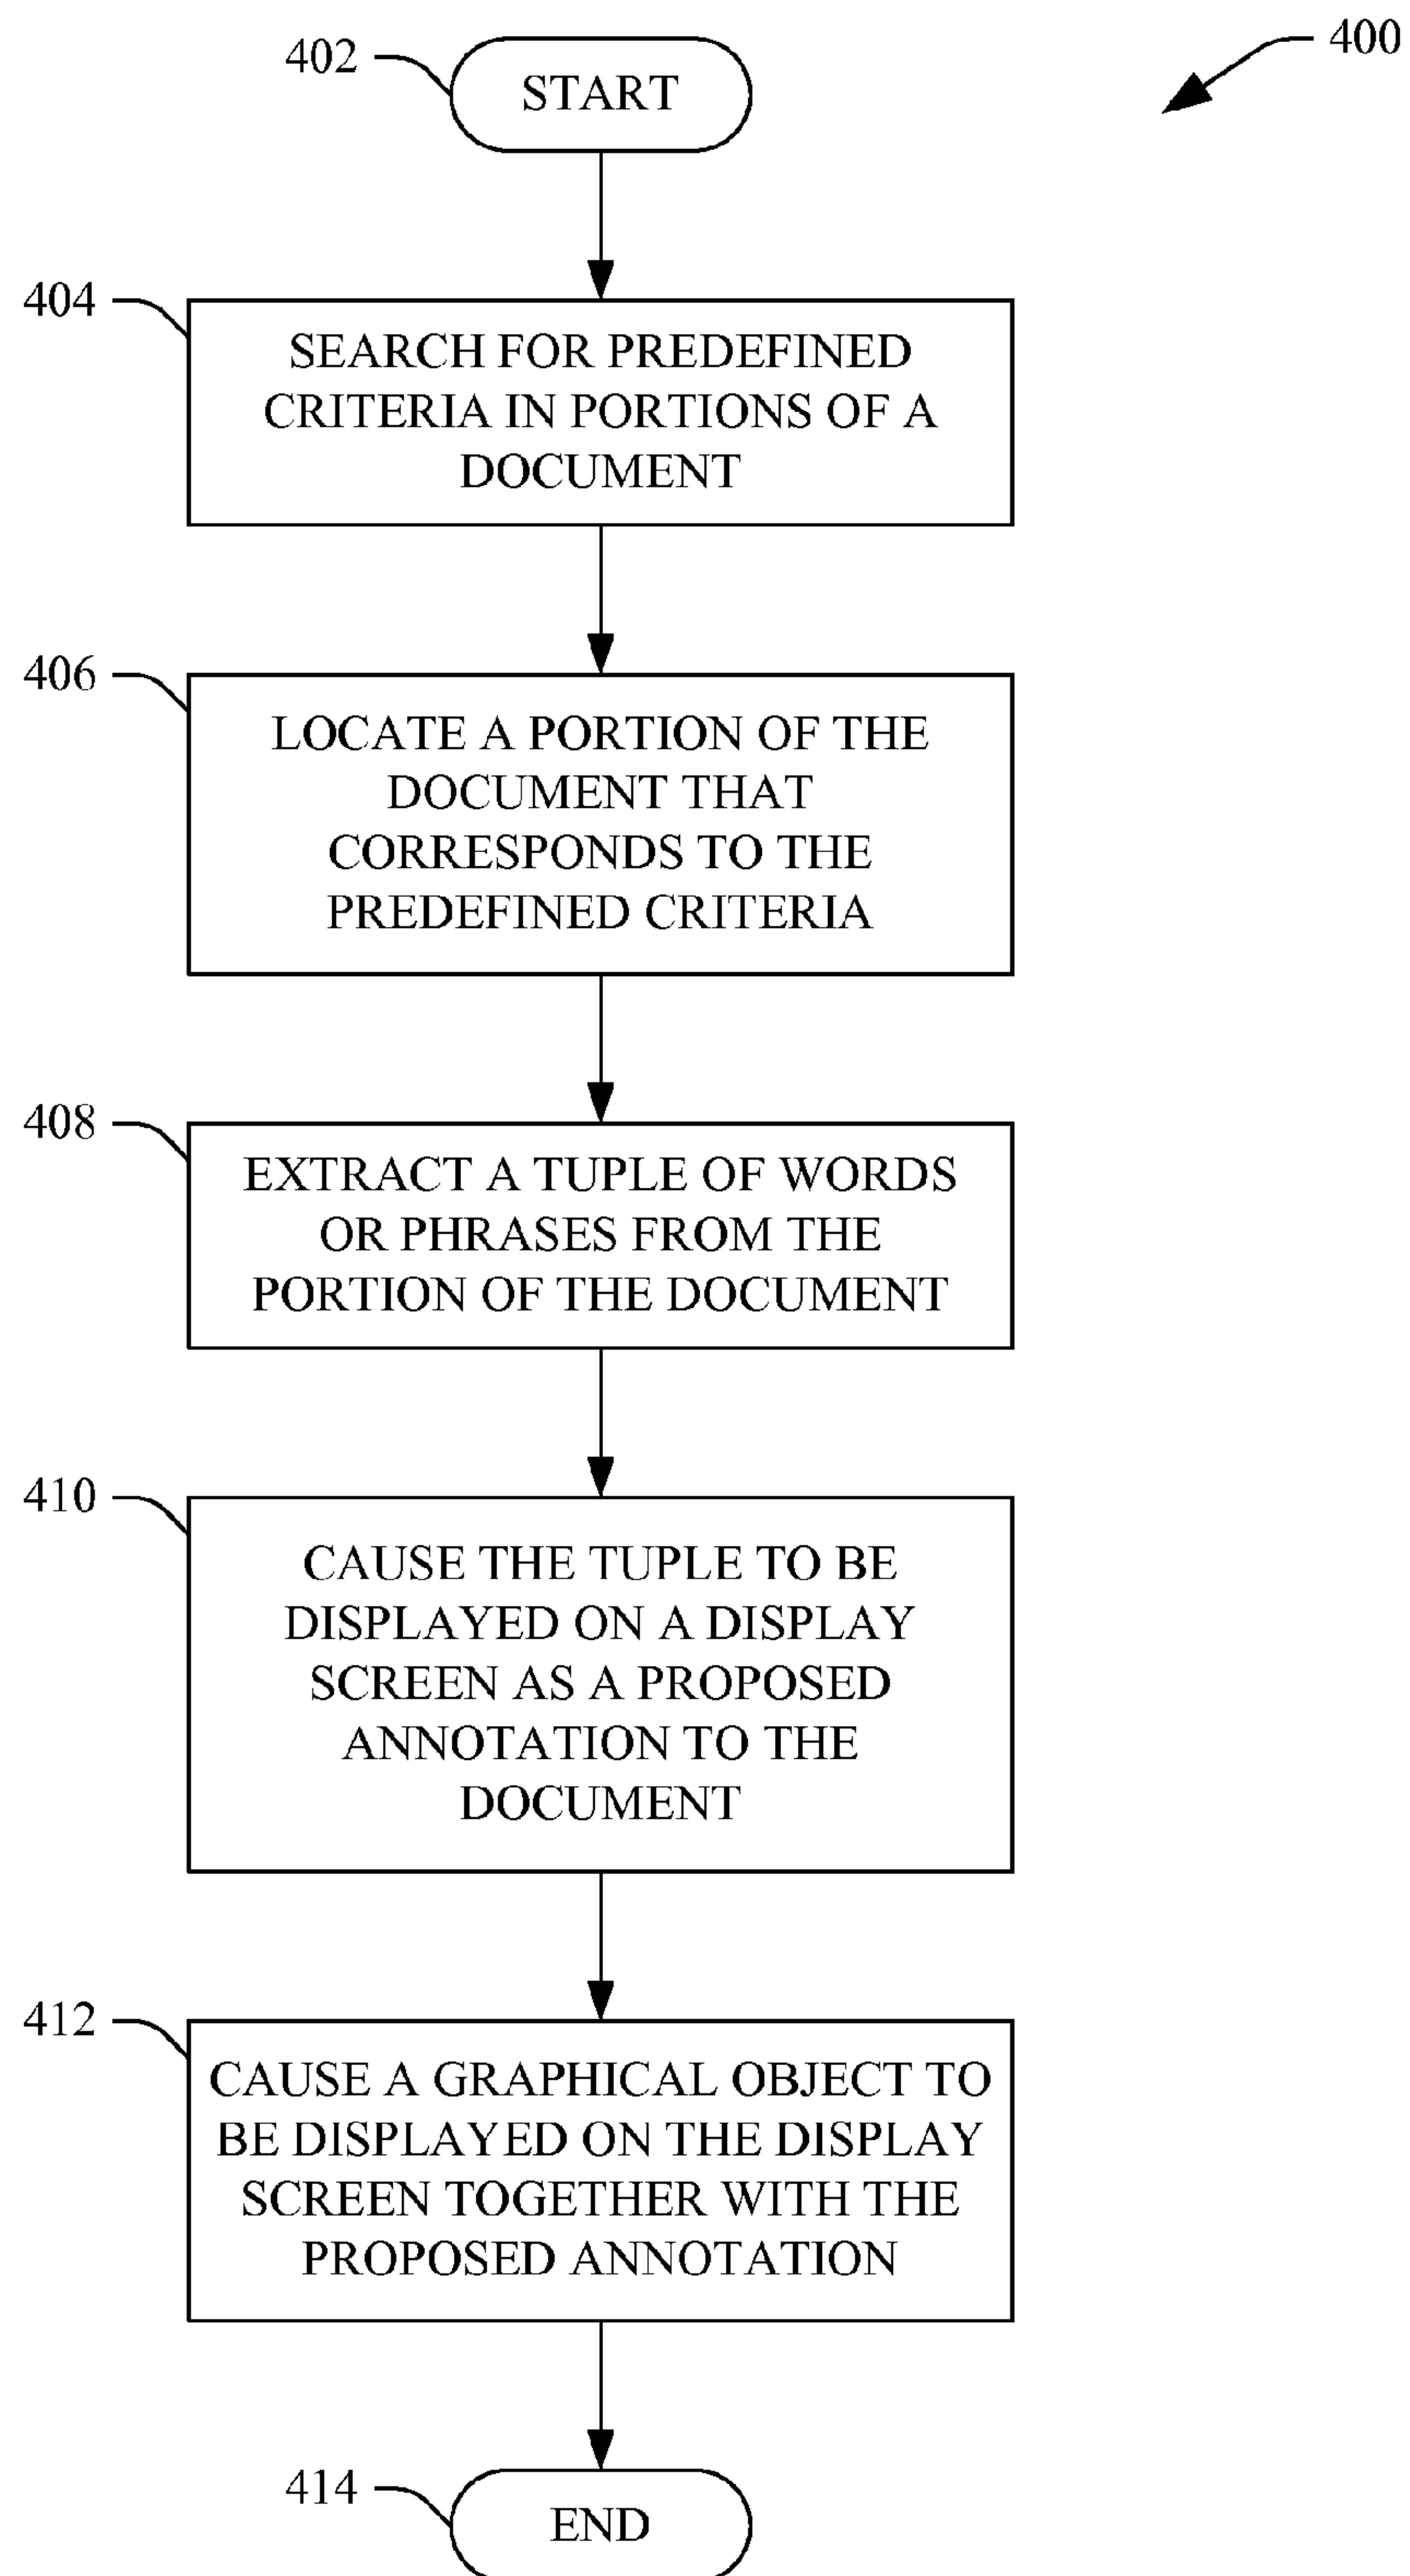 400
402
START
404
SEARCH FOR PREDEFINED
CRITERIA IN PORTIONS OF A
DOCUMENT
406
LOCATE A PORTION OF THE
DOCUMENT THAT
CORRESPONDS TO THE
PREDEFINED CRITERIA
408
EXTRACT A TUPLE OF WORDS
OR PHRASES FROM THE
PORTION OF THE DOCUMENT
410
CAUSE THE TUPLE TO BE
DISPLAYED ON A DISPLAY
SCREEN AS A PROPOSED
ANNOTATION TO THE
DOCUMENT
412
CAUSE A GRAPHICAL OBJECT TO
BE DISPLAYED ON THE DISPLAY
SCREEN TOGETHER WITH THE
PROPOSED ANNOTATION
414
END